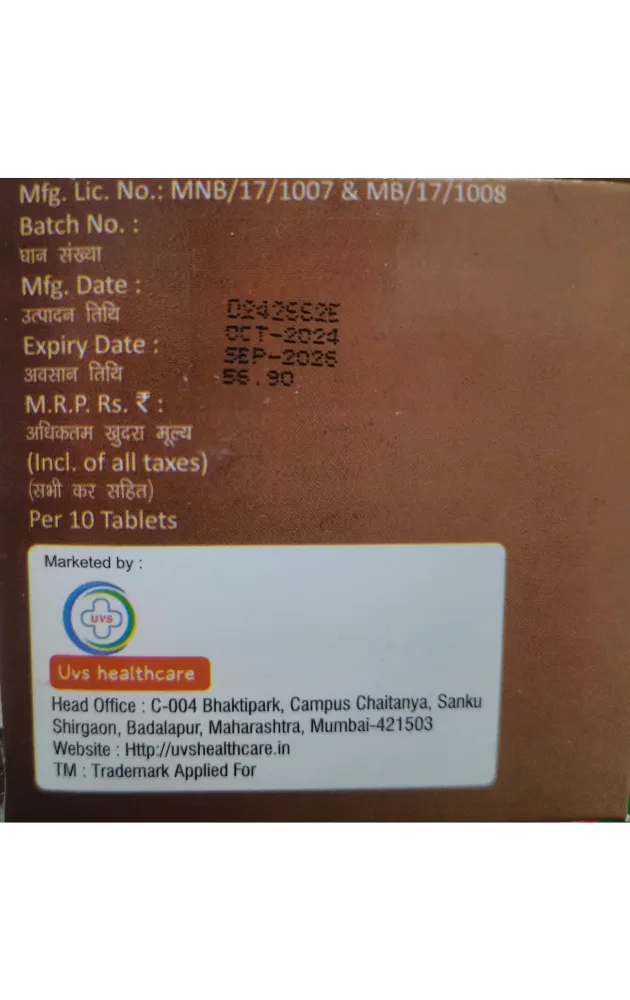 Mfg. Lic. No.: MNB/17/1007 & MB/17/1008
Batch No. :
घान संख्या
Mfg. Date :
उत्पादन तिथि
OCT-2024
Expiry Date :
SEP-2026
अवसान तिथि
56.90
M.R.P. Rs. ₹ :
अधिकतम खुदरा मूल्य
(Incl. of all taxes)
(सभी कर सहित)
Per 10 Tablets
Marketed by :
UVS
Uvs healthcare
Head Office : C-004 Bhaktipark, Campus Chaitanya, Sanku
Shirgaon, Badalapur, Maharashtra, Mumbai-421503
Website : Http://uvshealthcare.in
TM : Trademark Applied For